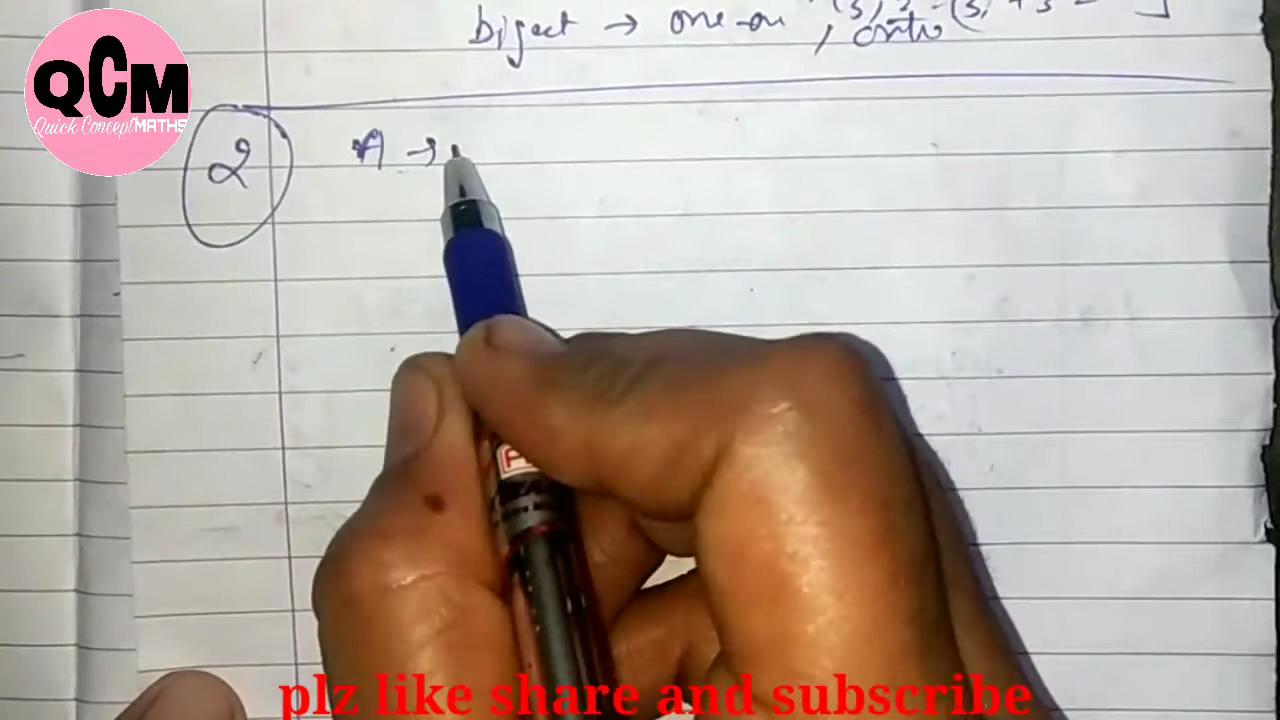 biject → one-on , onto
QCM
Quick Concept MATHS
2 A →
plz like share and subscribe